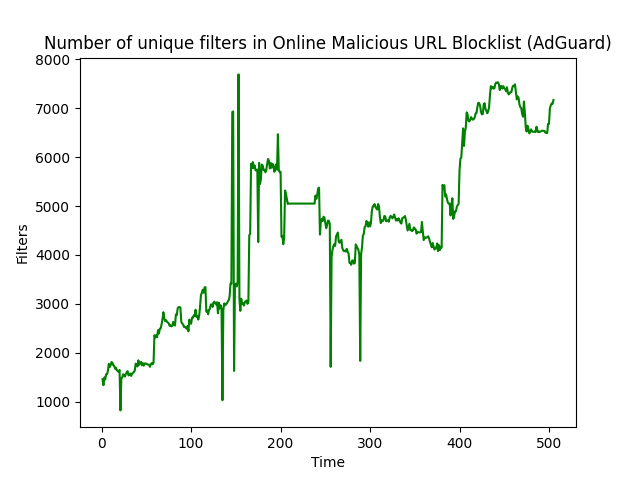 Number of unique filters in Online Malicious URL Blocklist (AdGuard)
8000
7000
6000
5000
4000
3000
2000
1000
Filters
0 100 200 300 400 500
Time